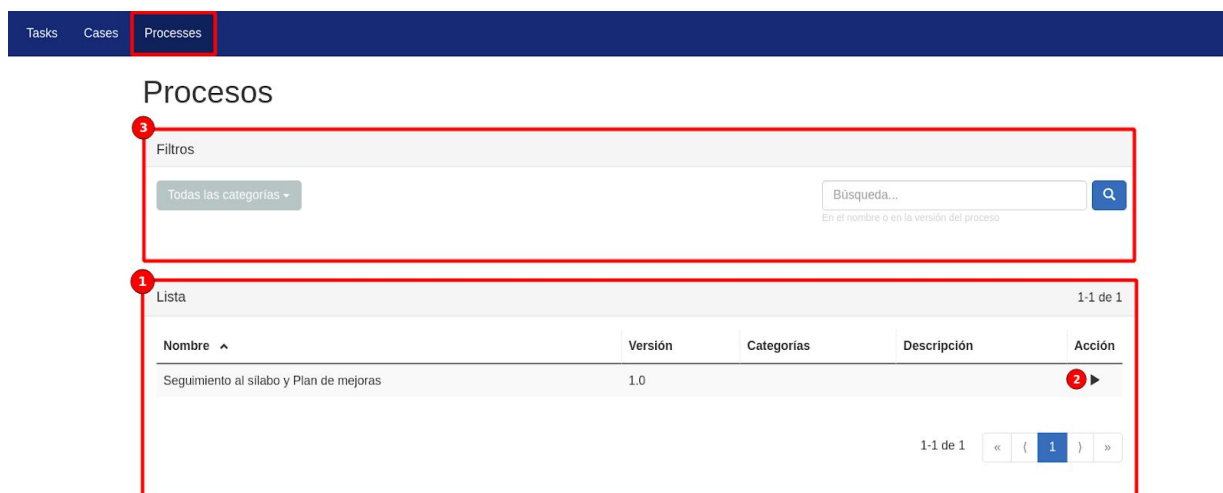 Tasks Cases Processes
Procesos
3
Filtros
Todas las categorías
Búsqueda...
En el nombre o en la versión del proceso
1
Lista 1-1 de 1
Nombre Versión Categorías Descripción Acción
Seguimiento al sílabo y Plan de mejoras 1.0 2
1-1 de 1 « ⟨ 1 ⟩ »